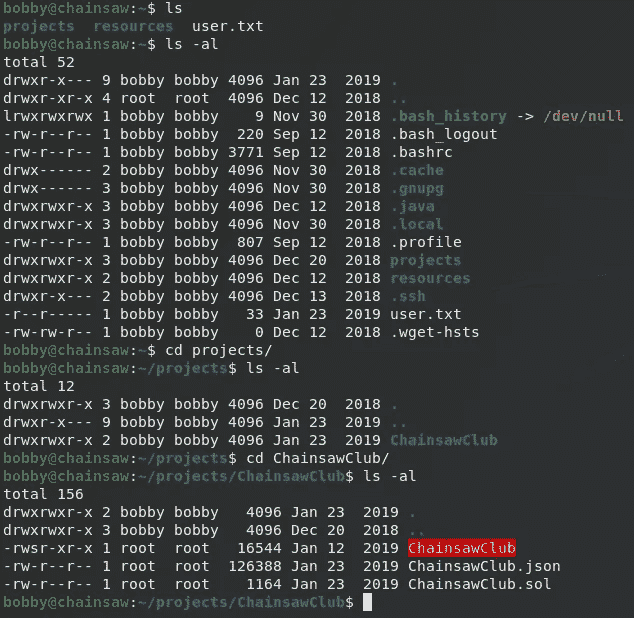 bobby@chainsaw:~$ ls
projects  resources  user.txt
bobby@chainsaw:~$ ls -al
total 52
drwxr-x--- 9 bobby bobby 4096 Jan 23  2019 .
drwxr-xr-x 4 root  root  4096 Dec 12  2018 ..
lrwxrwxrwx 1 bobby bobby    9 Nov 30  2018 .bash_history -> /dev/null
-rw-r--r-- 1 bobby bobby  220 Sep 12  2018 .bash_logout
-rw-r--r-- 1 bobby bobby 3771 Sep 12  2018 .bashrc
drwx------ 2 bobby bobby 4096 Nov 30  2018 .cache
drwx------ 3 bobby bobby 4096 Nov 30  2018 .gnupg
drwxrwxr-x 3 bobby bobby 4096 Dec 12  2018 .java
drwxrwxr-x 3 bobby bobby 4096 Nov 30  2018 .local
-rw-r--r-- 1 bobby bobby  807 Sep 12  2018 .profile
drwxrwxr-x 3 bobby bobby 4096 Dec 20  2018 projects
drwxrwxr-x 2 bobby bobby 4096 Dec 12  2018 resources
drwxr-x--- 2 bobby bobby 4096 Dec 13  2018 .ssh
-r--r----- 1 bobby bobby   33 Jan 23  2019 user.txt
-rw-rw-r-- 1 bobby bobby    0 Dec 12  2018 .wget-hsts
bobby@chainsaw:~$ cd projects/
bobby@chainsaw:~/projects$ ls -al
total 12
drwxrwxr-x 3 bobby bobby 4096 Dec 20  2018 .
drwxr-x--- 9 bobby bobby 4096 Jan 23  2019 ..
drwxrwxr-x 2 bobby bobby 4096 Jan 23  2019 ChainsawClub
bobby@chainsaw:~/projects$ cd ChainsawClub/
bobby@chainsaw:~/projects/ChainsawClub$ ls -al
total 156
drwxrwxr-x 2 bobby bobby   4096 Jan 23  2019 .
drwxrwxr-x 3 bobby bobby   4096 Dec 20  2018 ..
-rwsr-xr-x 1 root  root   16544 Jan 12  2019 ChainsawClub
-rw-r--r-- 1 root  root  126388 Jan 23  2019 ChainsawClub.json
-rw-r--r-- 1 root  root    1164 Jan 23  2019 ChainsawClub.sol
bobby@chainsaw:~/projects/ChainsawClub$